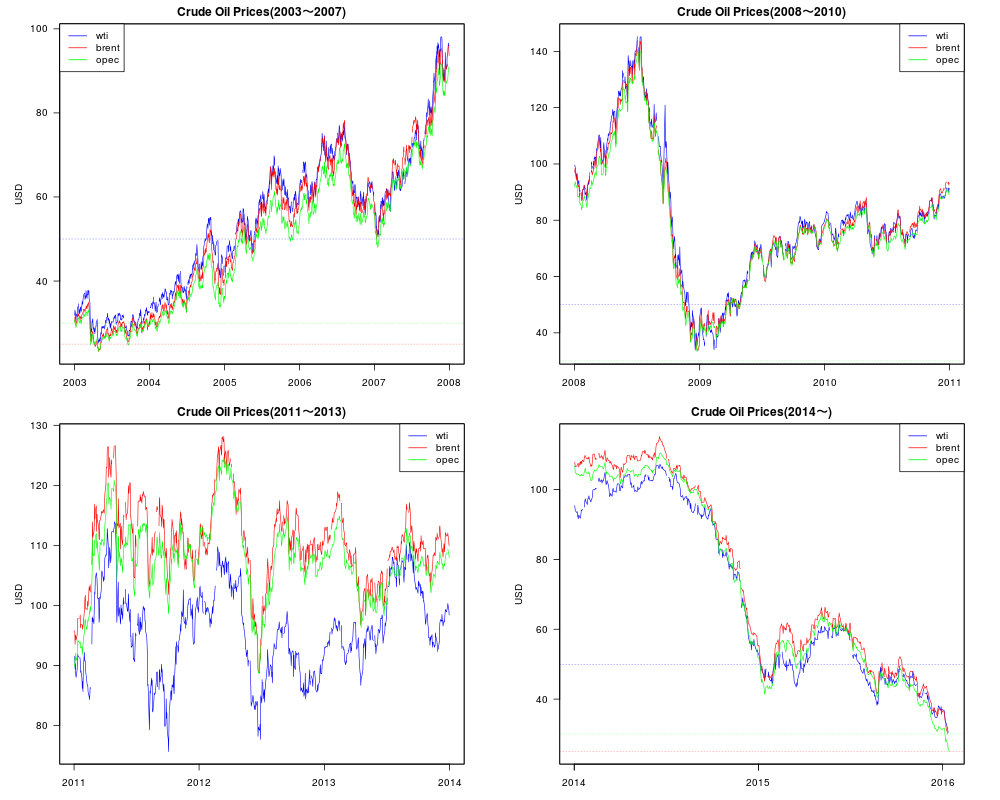 Crude Oil Prices(2003～2007)
wti
brent
opec
USD
100
80
60
40
2003 2004 2005 2006 2007 2008
Crude Oil Prices(2008～2010)
wti
brent
opec
USD
140
120
100
80
60
40
2008 2009 2010 2011
Crude Oil Prices(2011～2013)
wti
brent
opec
USD
130
120
110
100
90
80
2011 2012 2013 2014
Crude Oil Prices(2014～)
wti
brent
opec
USD
100
80
60
40
2014 2015 2016